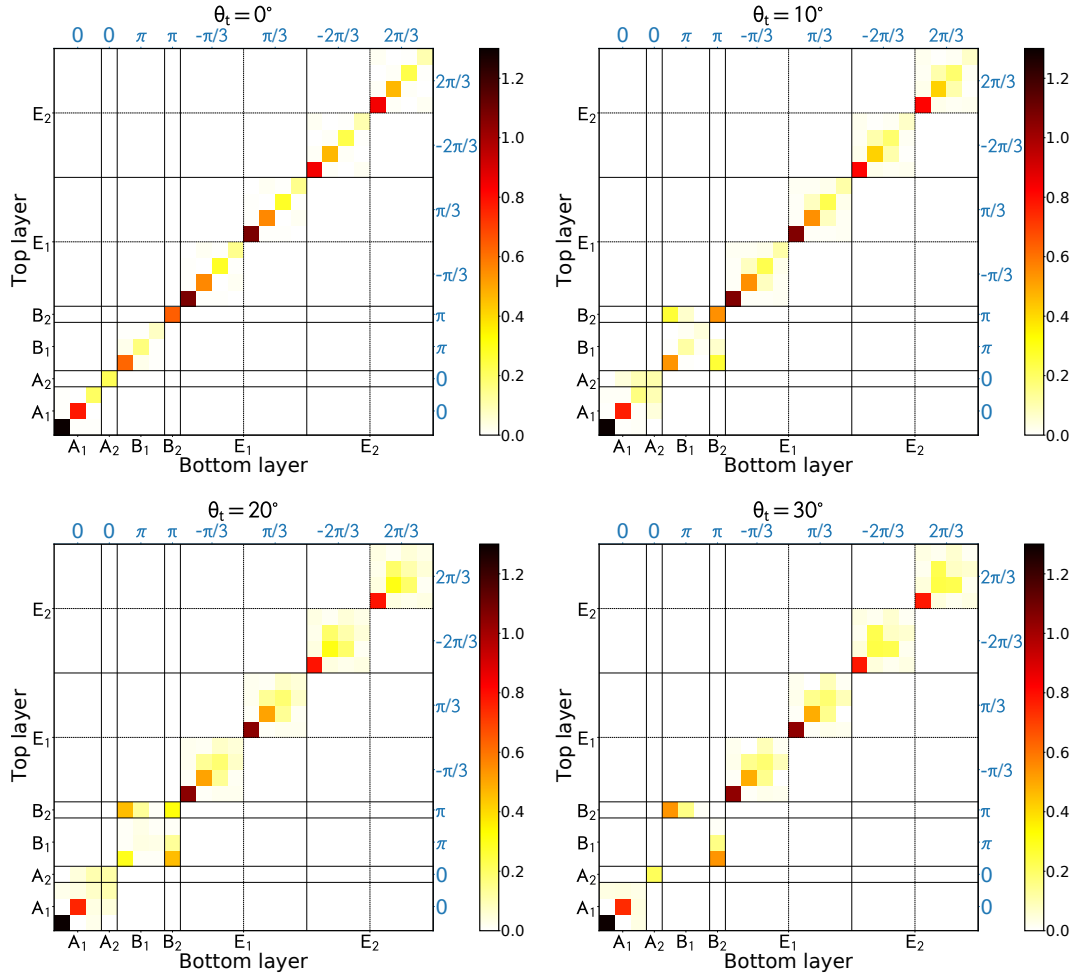 θt = 0°
0 0 π π -π/3 π/3 -2π/3 2π/3
Top layer
E2
E1
B2
B1
A2
A1
2π/3
-2π/3
π/3
-π/3
π
π
0
0
1.2
1.0
0.8
0.6
0.4
0.2
0.0
A1 A2 B1 B2 E1 E2
Bottom layer
θt = 10°
0 0 π π -π/3 π/3 -2π/3 2π/3
Top layer
E2
E1
B2
B1
A2
A1
2π/3
-2π/3
π/3
-π/3
π
π
0
0
1.2
1.0
0.8
0.6
0.4
0.2
0.0
A1 A2 B1 B2 E1 E2
Bottom layer
θt = 20°
0 0 π π -π/3 π/3 -2π/3 2π/3
Top layer
E2
E1
B2
B1
A2
A1
2π/3
-2π/3
π/3
-π/3
π
π
0
0
1.2
1.0
0.8
0.6
0.4
0.2
0.0
A1 A2 B1 B2 E1 E2
Bottom layer
θt = 30°
0 0 π π -π/3 π/3 -2π/3 2π/3
Top layer
E2
E1
B2
B1
A2
A1
2π/3
-2π/3
π/3
-π/3
π
π
0
0
1.2
1.0
0.8
0.6
0.4
0.2
0.0
A1 A2 B1 B2 E1 E2
Bottom layer